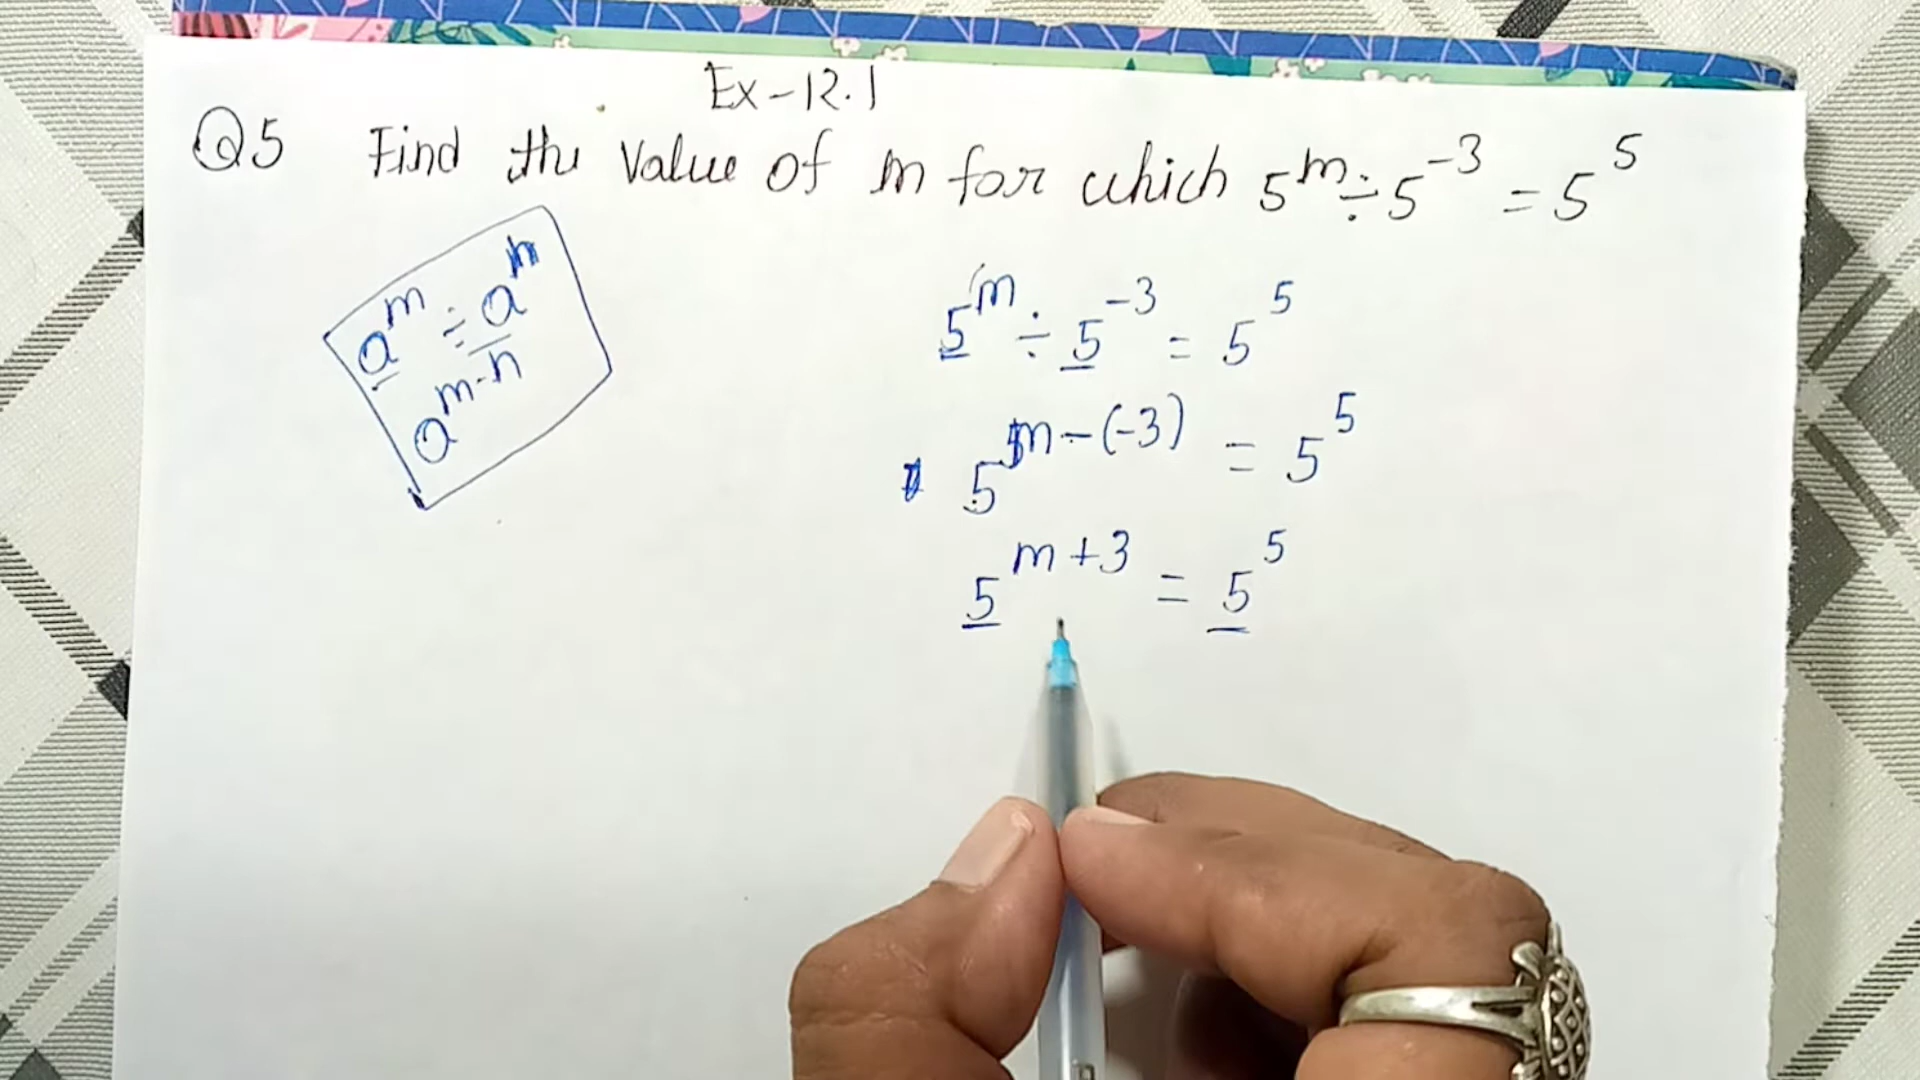 Ex-12.1
Q5 Find the value of m for which 5^m ÷ 5^-3 = 5^5
a^m ÷ a^n
a^m-n
5^m ÷ 5^-3 = 5^5
5^m-(-3) = 5^5
5^m+3 = 5^5